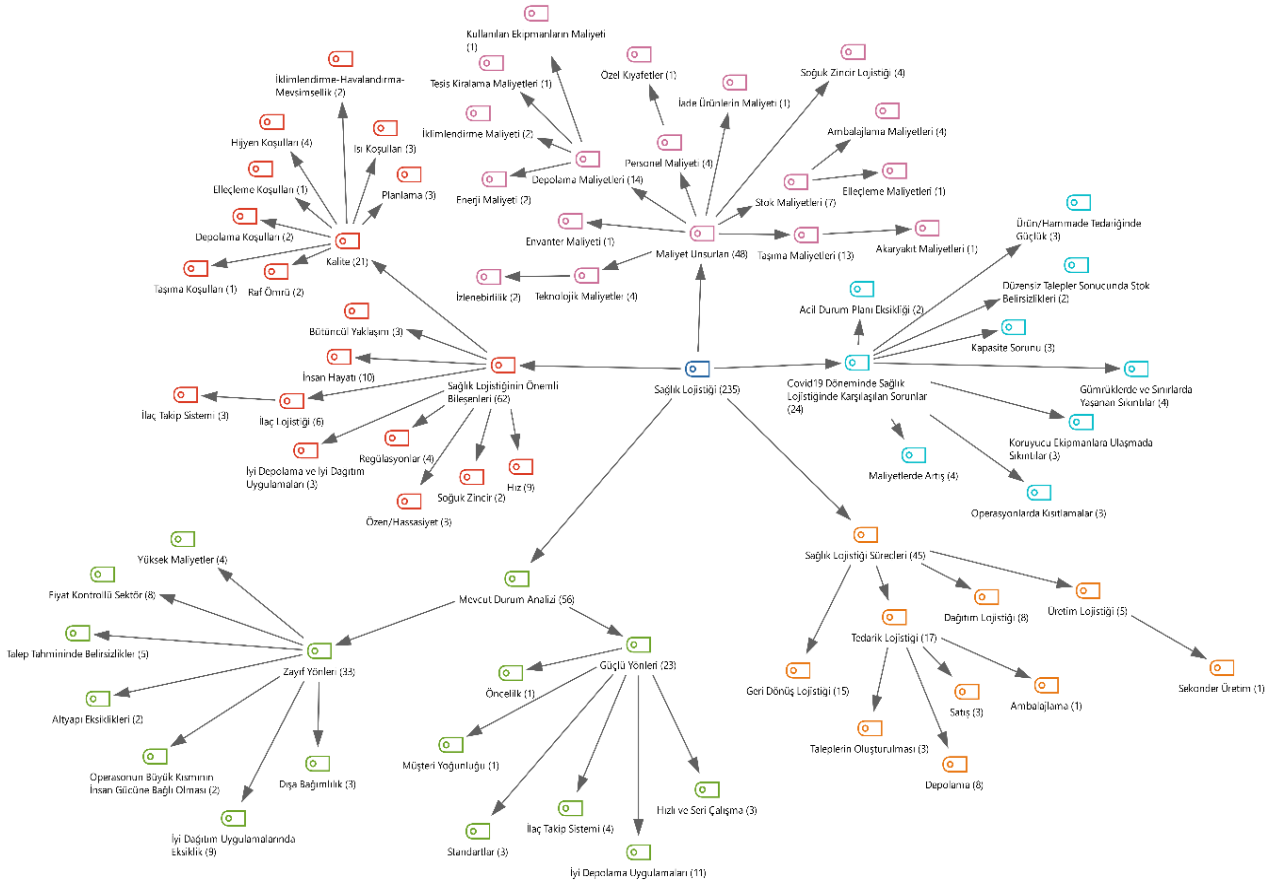 Kullanılan Ekipmanların Maliyeti
(1)
İklimlendirme-Havalandırma-
Mevsimsellik (2)
Tesis Kiralama Maliyetleri (1)
Özel Kıyafetler (1)
Soğuk Zincir Lojistiği (4)
İade Ürünlerin Maliyeti (1)
Hijyen Koşulları (4)
Isı Koşulları (3)
İklimlendirme Maliyeti (2)
Ambalajlama Maliyetleri (4)
Elleçleme Koşulları (1)
Planlama (3)
Enerji Maliyeti (2)
Depolama Maliyetleri (14)
Personel Maliyeti (4)
Stok Maliyetleri (7)
Elleçleme Maliyetleri (1)
Depolama Koşulları (2)
Kalite (21)
Envanter Maliyeti (1)
Maliyet Unsurları (48)
Taşıma Maliyetleri (13)
Akaryakıt Maliyetleri (1)
Ürün/Hammade Tedariğinde
Güçlük (3)
Taşıma Koşulları (1)
Raf Ömrü (2)
İzlenebilirlik (2)
Teknolojik Maliyetler (4)
Düzensiz Talepler Sonucunda Stok
Belirsizlikleri (2)
Acil Durum Planı Eksikliği (2)
Bütüncül Yaklaşım (3)
Kapasite Sorunu (3)
İnsan Hayatı (10)
Sağlık Lojistiğinin Önemli
Bileşenleri (62)
Sağlık Lojistiği (235)
Covid19 Döneminde Sağlık
Lojistiginde Karşılaşılan Sorunlar
(24)
Gümrüklerde ve Sınırlarda
Yaşanan Sıkıntılar (4)
İlaç Takip Sistemi (3)
İlaç Lojistiği (6)
Koruyucu Ekipmanlara Ulaşmada
Sıkıntılar (3)
Regülasyonlar (4)
İyi Depolama ve İyi Dağıtım
Uygulamaları (3)
Soğuk Zincir (2)
Hız (9)
Maliyetlerde Artış (4)
Operasyonlarda Kısıtlamalar (3)
Özen/Hassasiyet (3)
Yüksek Maliyetler (4)
Sağlık Lojistiği Sürecleri (45)
Fiyat Kontrollü Sektör (8)
Mevcut Durum Analizi (56)
Dağıtım Lojistiği (8)
Üretim Lojistiği (5)
Talep Tahmininde Belirsizlikler (5)
Zayıf Yönleri (33)
Güçlü Yönleri (23)
Tedarik Lojistigi (17)
Öncelilik (1)
Geri Dönüş Lojistiği (15)
Sekonder Üretim (1)
Altyapı Eksiklikleri (2)
Satış (3)
Ambalajlama (1)
Taleplerin Oluşturulması (3)
Müşteri Yoğunluğu (1)
Operasonun Büyük Kısmının
İnsan Gücüne Bağlı Olması (2)
Dışa Bağımlılık (3)
Depolama (8)
Hızlı ve Seri Çalışma (3)
İlaç Takip Sistemi (4)
İyi Dağıtım Uygulamalarında
Eksiklik (9)
Standartlar (3)
İyi Depolama Uygulamaları (11)